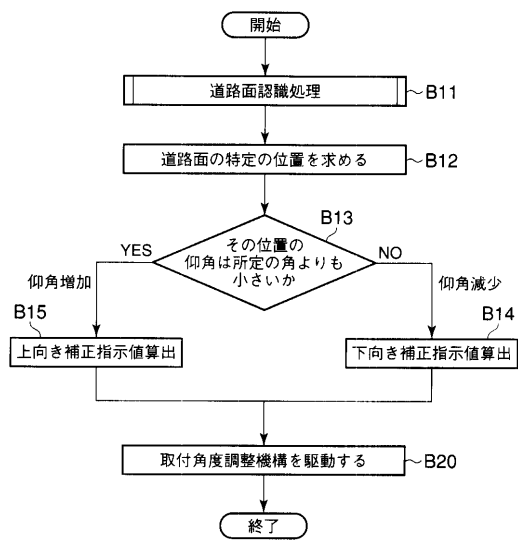 開始
道路面認識処理
B11
道路面の特定の位置を求める
B12
B13
その位置の
仰角は所定の角よりも
小さいか
YES
NO
仰角増加
仰角減少
B15
B14
上向き補正指示値算出
下向き補正指示値算出
取付角度調整機構を駆動する
B20
終了